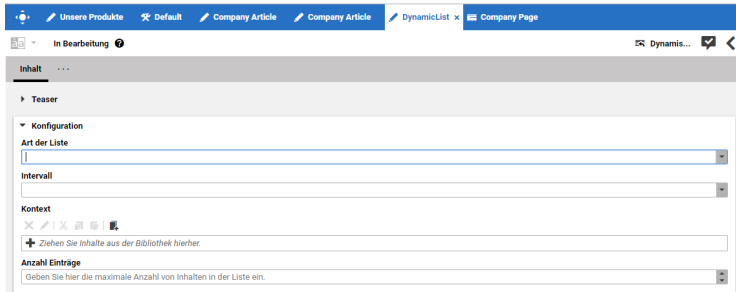 Unsere Produkte Default Company Article Company Article DynamicList × Company Page
In Bearbeitung Dynamis...
Inhalt ...
Teaser
Konfiguration
Art der Liste
Intervall
Kontext
Ziehen Sie Inhalte aus der Bibliothek hierher.
Anzahl Einträge
Geben Sie hier die maximale Anzahl von Inhalten in der Liste ein.